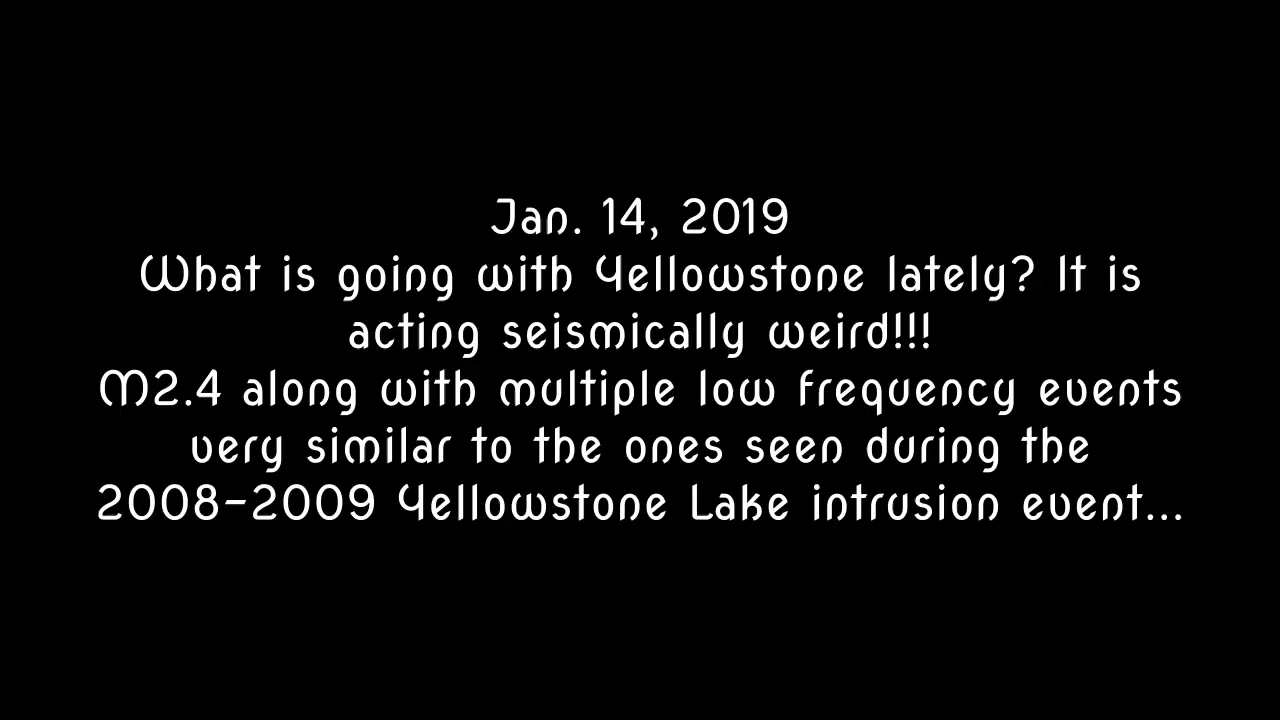 Jan. 14, 2019
What is going with Yellowstone lately? It is
acting seismically weird!!!
M2.4 along with multiple low frequency events
very similar to the ones seen during the
2008-2009 Yellowstone Lake intrusion event...